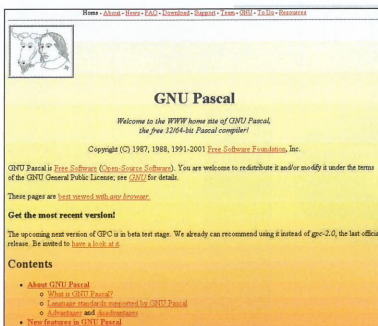 Home - About - News - FAQ - Download - Support - Team - GNU - To Do - Resources
GNU Pascal
Welcome to the WWW home site of GNU Pascal,
the free 32/64-bit Pascal compiler!
Copyright (C) 1987, 1988, 1991-2001 Free Software Foundation, Inc.
GNU Pascal is Free Software (Open-Source Software). You are welcome to redistribute it and/or modify it under the terms
of the GNU General Public License; see GNU for details.
These pages are best viewed with any browser.
Get the most recent version!
The upcoming next version of GPC is in beta test stage. We already can recommend using it instead of gpc-2.0, the last
release. Be invited to have a look at it.
Contents
• About GNU Pascal
o What is GNU Pascal?
o Language standards supported by GNU Pascal
o Advantages and disadvantages
• New features in GNU Pascal